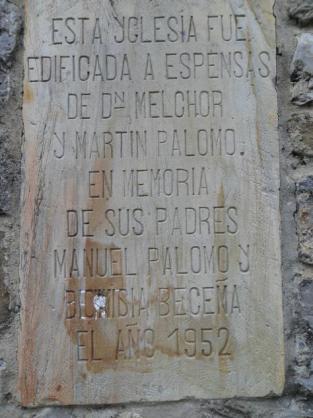 ESTA YGLESIA FUE
EDIFICADA A ESPENSAS
DE Dᴺ MELCHOR
Y MARTIN PALOMO.
EN MEMORIA
DE SUS PADRES
MANUEL PALOMO Y
BECEÑA
EL AÑO 1952